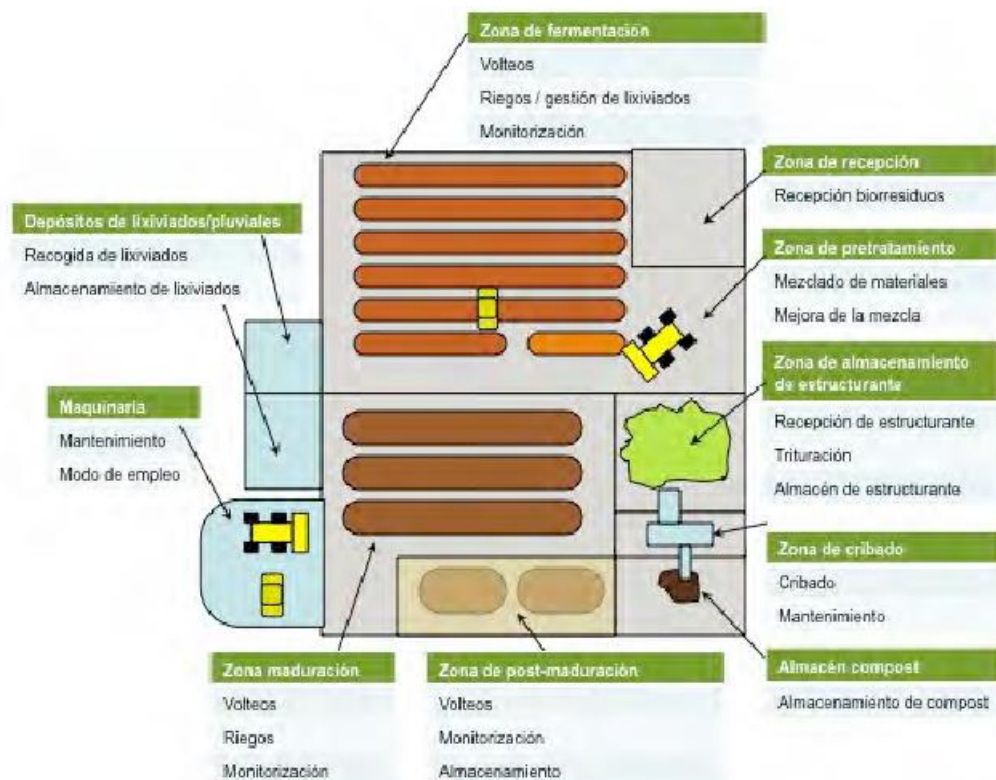 Zona de fermentación
Volteos
Riegos / gestión de lixiviados
Monitorización
Zona de recepción
Recepción biorresiduos
Depósitos de lixiviados/pluviales
Recogida de lixiviados
Almacenamiento de lixiviados
Zona de pretratamiento
Mezclado de materiales
Mejora de la mezcla
Zona de almacenamiento
de estructurante
Recepción de estructurante
Trituración
Almacén de estructurante
Maquinaria
Mantenimiento
Modo de empleo
Zona de cribado
Cribado
Mantenimiento
Zona maduración
Volteos
Riegos
Monitorización
Zona de post-maduración
Volteos
Monitorización
Almacenamiento
Almacén compost
Almacenamiento de compost